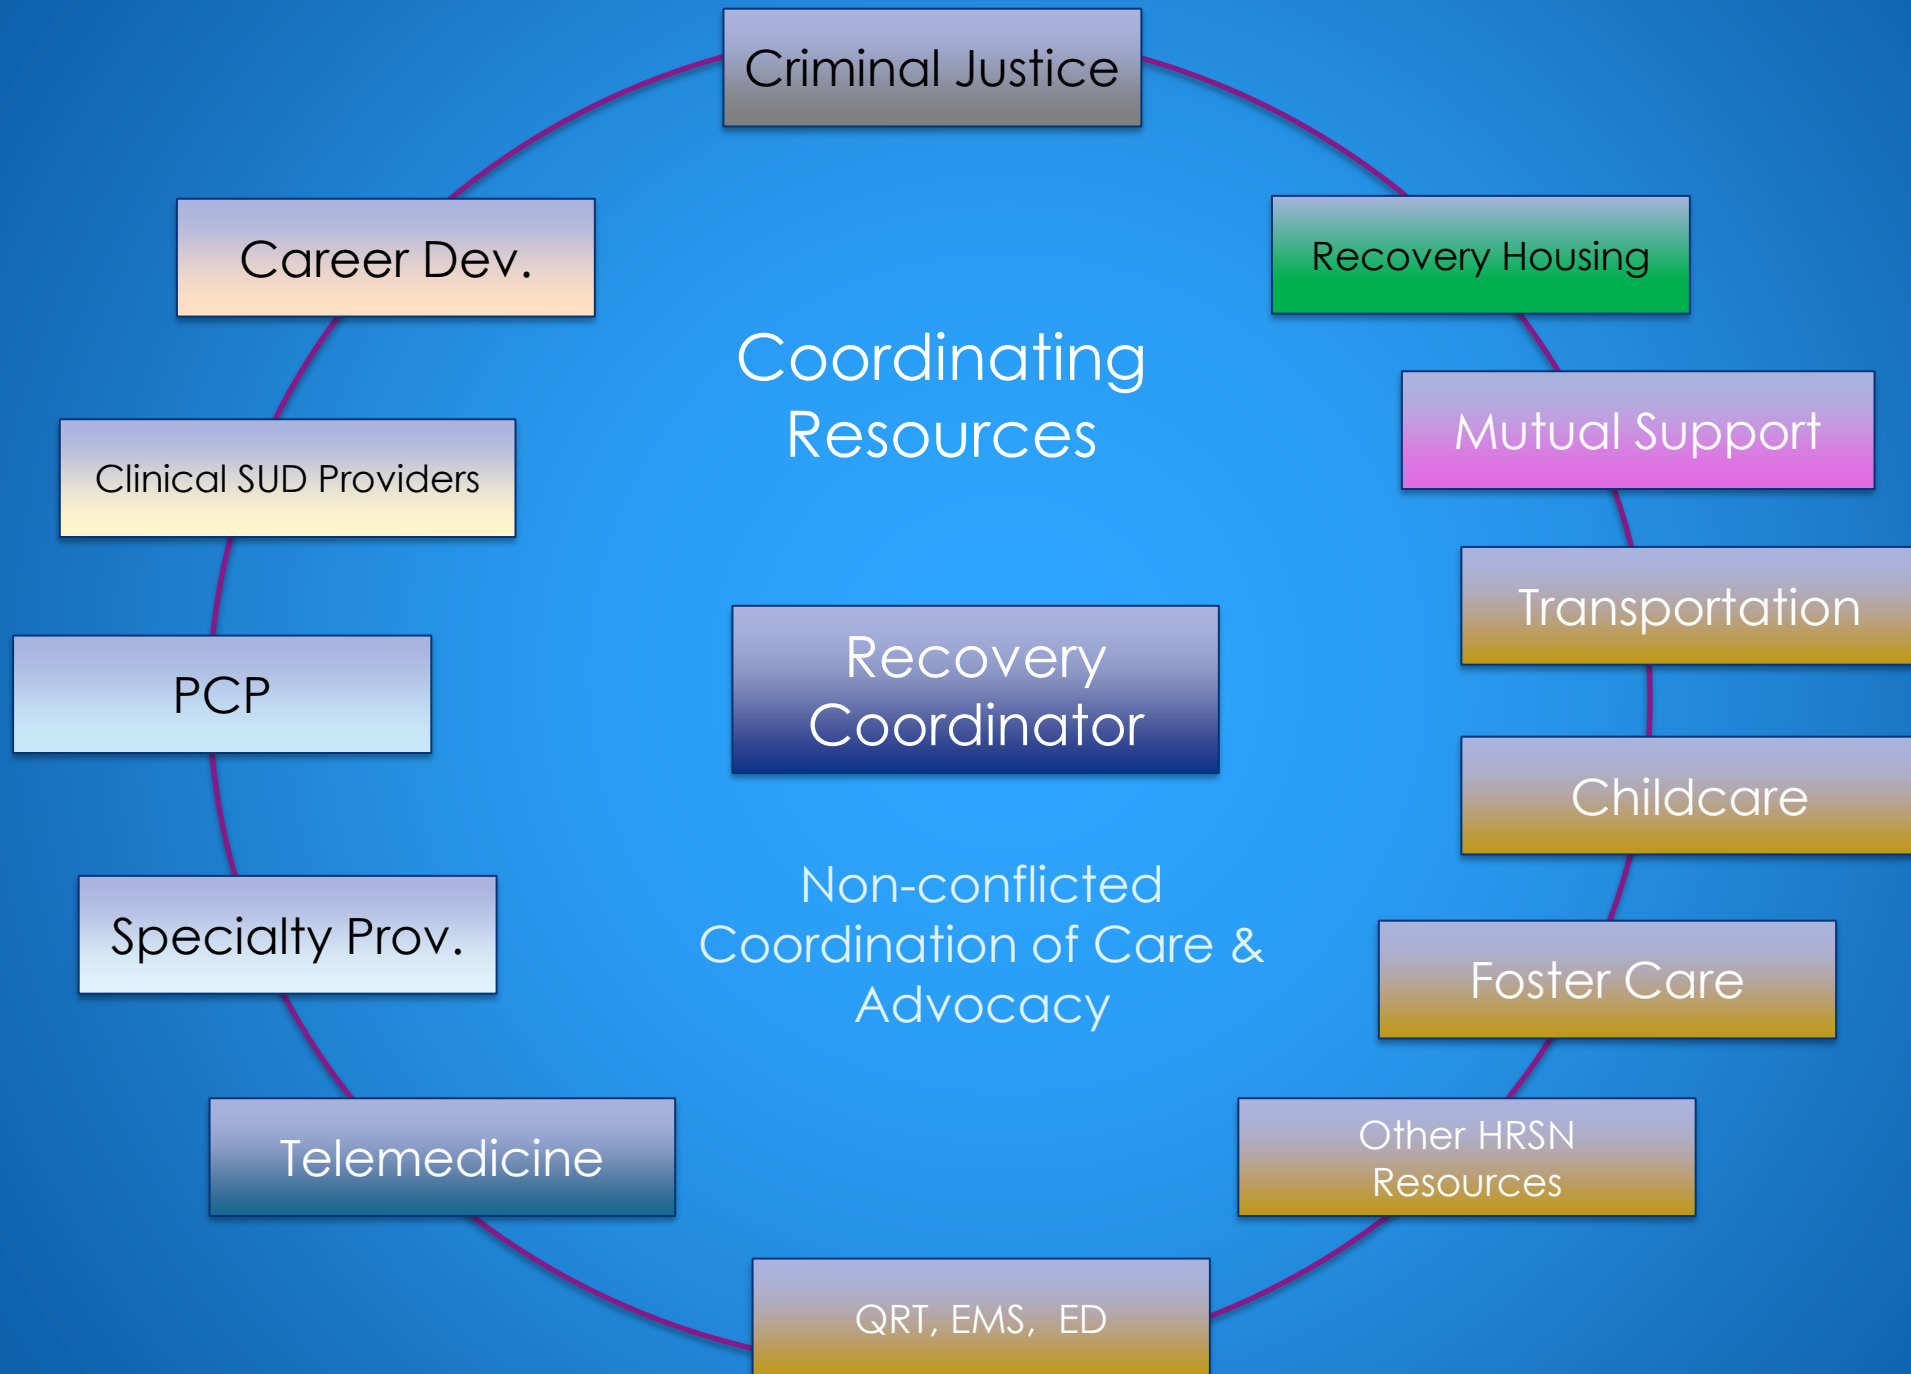 Criminal Justice
Career Dev.
Recovery Housing
Coordinating
Resources
Mutual Support
Clinical SUD Providers
Transportation
Recovery
Coordinator
PCP
Childcare
Non-conflicted
Coordination of Care &
Advocacy
Specialty Prov.
Foster Care
Telemedicine
Other HRSN
Resources
QRT, EMS,  ED